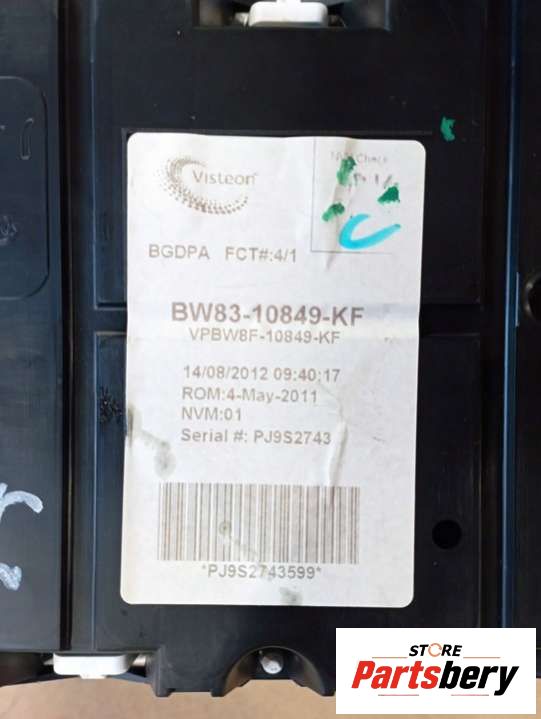 Visteon
BGDPA FCT#:4/1
BW83-10849-KF
VPBW8F-10849-KF
14/08/2012 09:40:17
ROM:4-May-2011
NVM:01
Serial #: PJ9S2743
*PJ9S2743599*
STORE
Partsbery